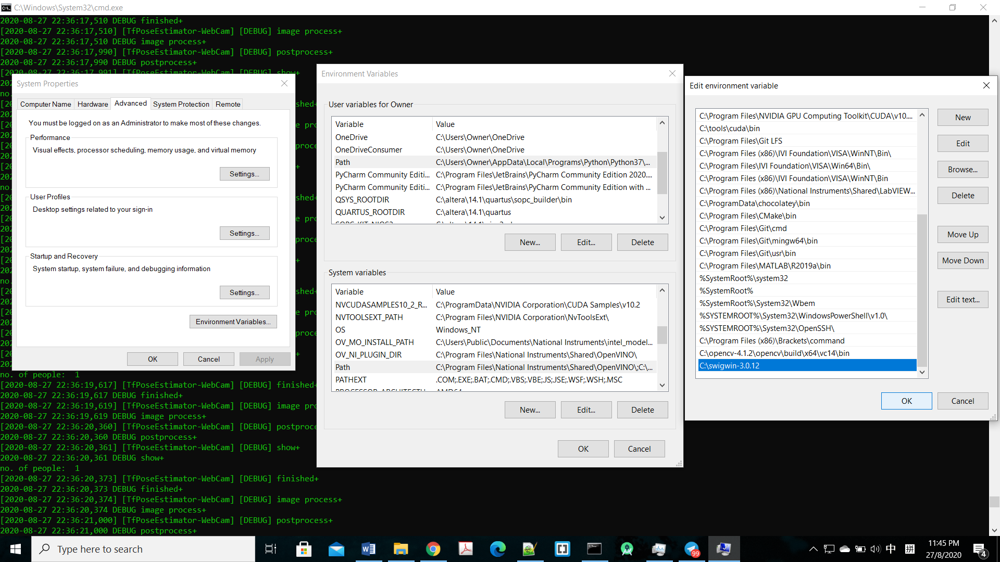 C:\Windows\System32\cmd.exe
2020-08-27 22:36:17,510 DEBUG finished+
[2020-08-27 22:36:17,510] [TfPoseEstimator-WebCam] [DEBUG] image process+
2020-08-27 22:36:17,510 DEBUG image process+
[2020-08-27 22:36:17,990] [TfPoseEstimator-WebCam] [DEBUG] postprocess+
2020-08-27 22:36:17,990 DEBUG postprocess+
[2020-08-27 22:36:17,991] [TfPoseEstimator-WebCam] [DEBUG] show+
no. of people:  1
[2020-08-27 22:36:19,617] [TfPoseEstimator-WebCam] [DEBUG] finished+
2020-08-27 22:36:19,617 DEBUG finished+
[2020-08-27 22:36:19,619] [TfPoseEstimator-WebCam] [DEBUG] image pro
2020-08-27 22:36:19,619 DEBUG image process+
[2020-08-27 22:36:20,360] [TfPoseEstimator-WebCam] [DEBUG] postproce
2020-08-27 22:36:20,360 DEBUG postprocess+
[2020-08-27 22:36:20,361] [TfPoseEstimator-WebCam] [DEBUG] show+
2020-08-27 22:36:20,361 DEBUG show+
no. of people:  1
[2020-08-27 22:36:20,373] [TfPoseEstimator-WebCam] [DEBUG] finished+
2020-08-27 22:36:20,373 DEBUG finished+
[2020-08-27 22:36:20,374] [TfPoseEstimator-WebCam] [DEBUG] image process+
2020-08-27 22:36:20,374 DEBUG image process+
[2020-08-27 22:36:21,000] [TfPoseEstimator-WebCam] [DEBUG] postprocess+
2020-08-27 22:36:21,000 DEBUG postprocess+
System Properties
Computer Name Hardware Advanced System Protection Remote
You must be logged on as an Administrator to make most of these changes.
Performance
Visual effects, processor scheduling, memory usage, and virtual memory
Settings...
User Profiles
Desktop settings related to your sign-in
Settings...
Startup and Recovery
System startup, system failure, and debugging information
Settings...
Environment Variables...
OK Cancel Apply
Environment Variables
User variables for Owner
Variable Value
OneDrive C:\Users\Owner\OneDrive
OneDriveConsumer C:\Users\Owner\OneDrive
Path C:\Users\Owner\AppData\Local\Programs\Python\Python37\...
PyCharm Community Editi... C:\Program Files\JetBrains\PyCharm Community Edition 2020....
PyCharm Community Editi... C:\Program Files\JetBrains\PyCharm Community Edition with ...
QSYS_ROOTDIR C:\altera\14.1\quartus\sopc_builder\bin
QUARTUS_ROOTDIR C:\altera\14.1\quartus
New... Edit... Delete
System variables
Variable Value
NVCUDASAMPLES10_2_R... C:\ProgramData\NVIDIA Corporation\CUDA Samples\v10.2
NVTOOLSEXT_PATH C:\Program Files\NVIDIA Corporation\NvToolsExt\
OS Windows_NT
OV_MO_INSTALL_PATH C:\Users\Public\Documents\National Instruments\intel_model...
OV_NI_PLUGIN_DIR C:\Program Files\National Instruments\Shared\OpenVINO\
Path C:\Program Files\National Instruments\Shared\OpenVINO\;C:\...
PATHEXT .COM;.EXE;.BAT;.CMD;.VBS;.VBE;.JS;.JSE;.WSF;.WSH;.MSC
New... Edit... Delete
OK Cancel
Edit environment variable
C:\Program Files\NVIDIA GPU Computing Toolkit\CUDA\v10....
C:\tools\cuda\bin
C:\Program Files\Git LFS
C:\Program Files (x86)\IVI Foundation\VISA\WinNT\Bin\
C:\Program Files\IVI Foundation\VISA\Win64\Bin\
C:\Program Files (x86)\IVI Foundation\VISA\WinNT\Bin
C:\Program Files (x86)\National Instruments\Shared\LabVIEW...
C:\ProgramData\chocolatey\bin
C:\Program Files\CMake\bin
C:\Program Files\Git\cmd
C:\Program Files\Git\mingw64\bin
C:\Program Files\Git\usr\bin
C:\Program Files\MATLAB\R2019a\bin
%SystemRoot%\system32
%SystemRoot%
%SystemRoot%\System32\Wbem
%SYSTEMROOT%\System32\WindowsPowerShell\v1.0\
%SYSTEMROOT%\System32\OpenSSH\
C:\Program Files (x86)\Brackets\command
C:\opencv-4.1.2\opencv\build\x64\vc14\bin
C:\swigwin-3.0.12
New
Edit
Browse...
Delete
Move Up
Move Down
Edit text...
OK Cancel
Type here to search
99
中
拼
11:45 PM
27/8/2020
4